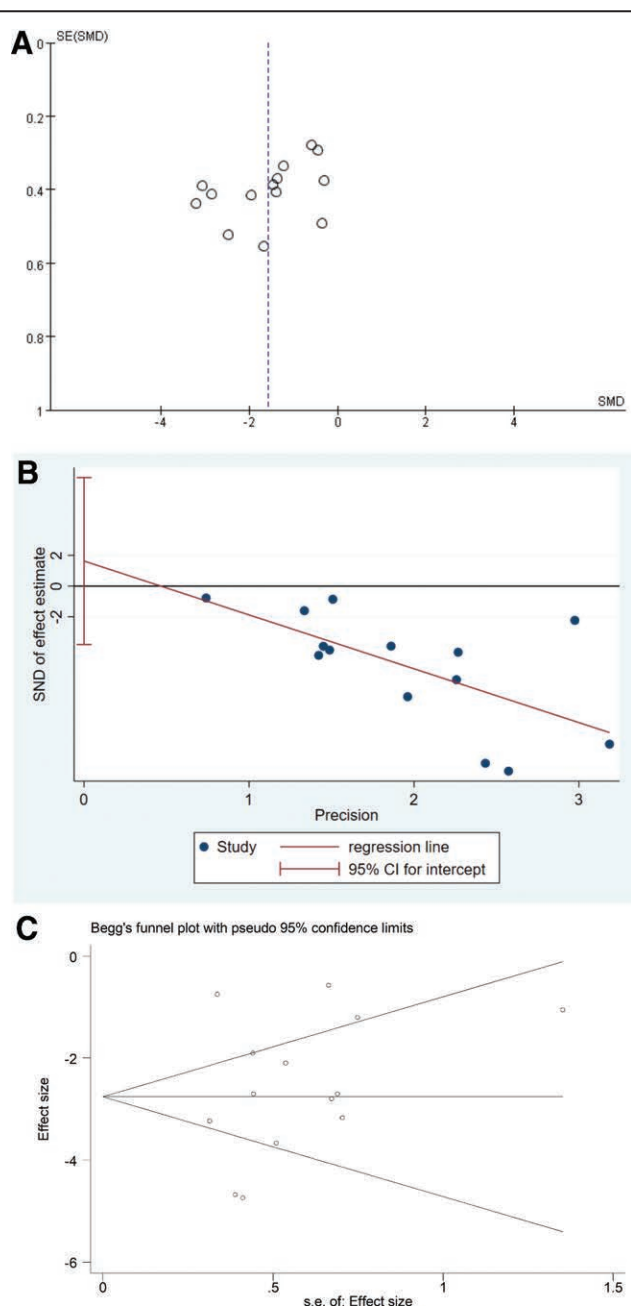 A
SE(SMD)
0
0.2
0.4
0.6
0.8
1
-4
-2
0
2
4
SMD
B
SND of effect estimate
2
0
-2
0
1
2
3
Precision
Study
regression line
95% CI for intercept
C
Begg's funnel plot with pseudo 95% confidence limits
Effect size
0
-2
-4
-6
0
.5
1
1.5
s.e. of: Effect size